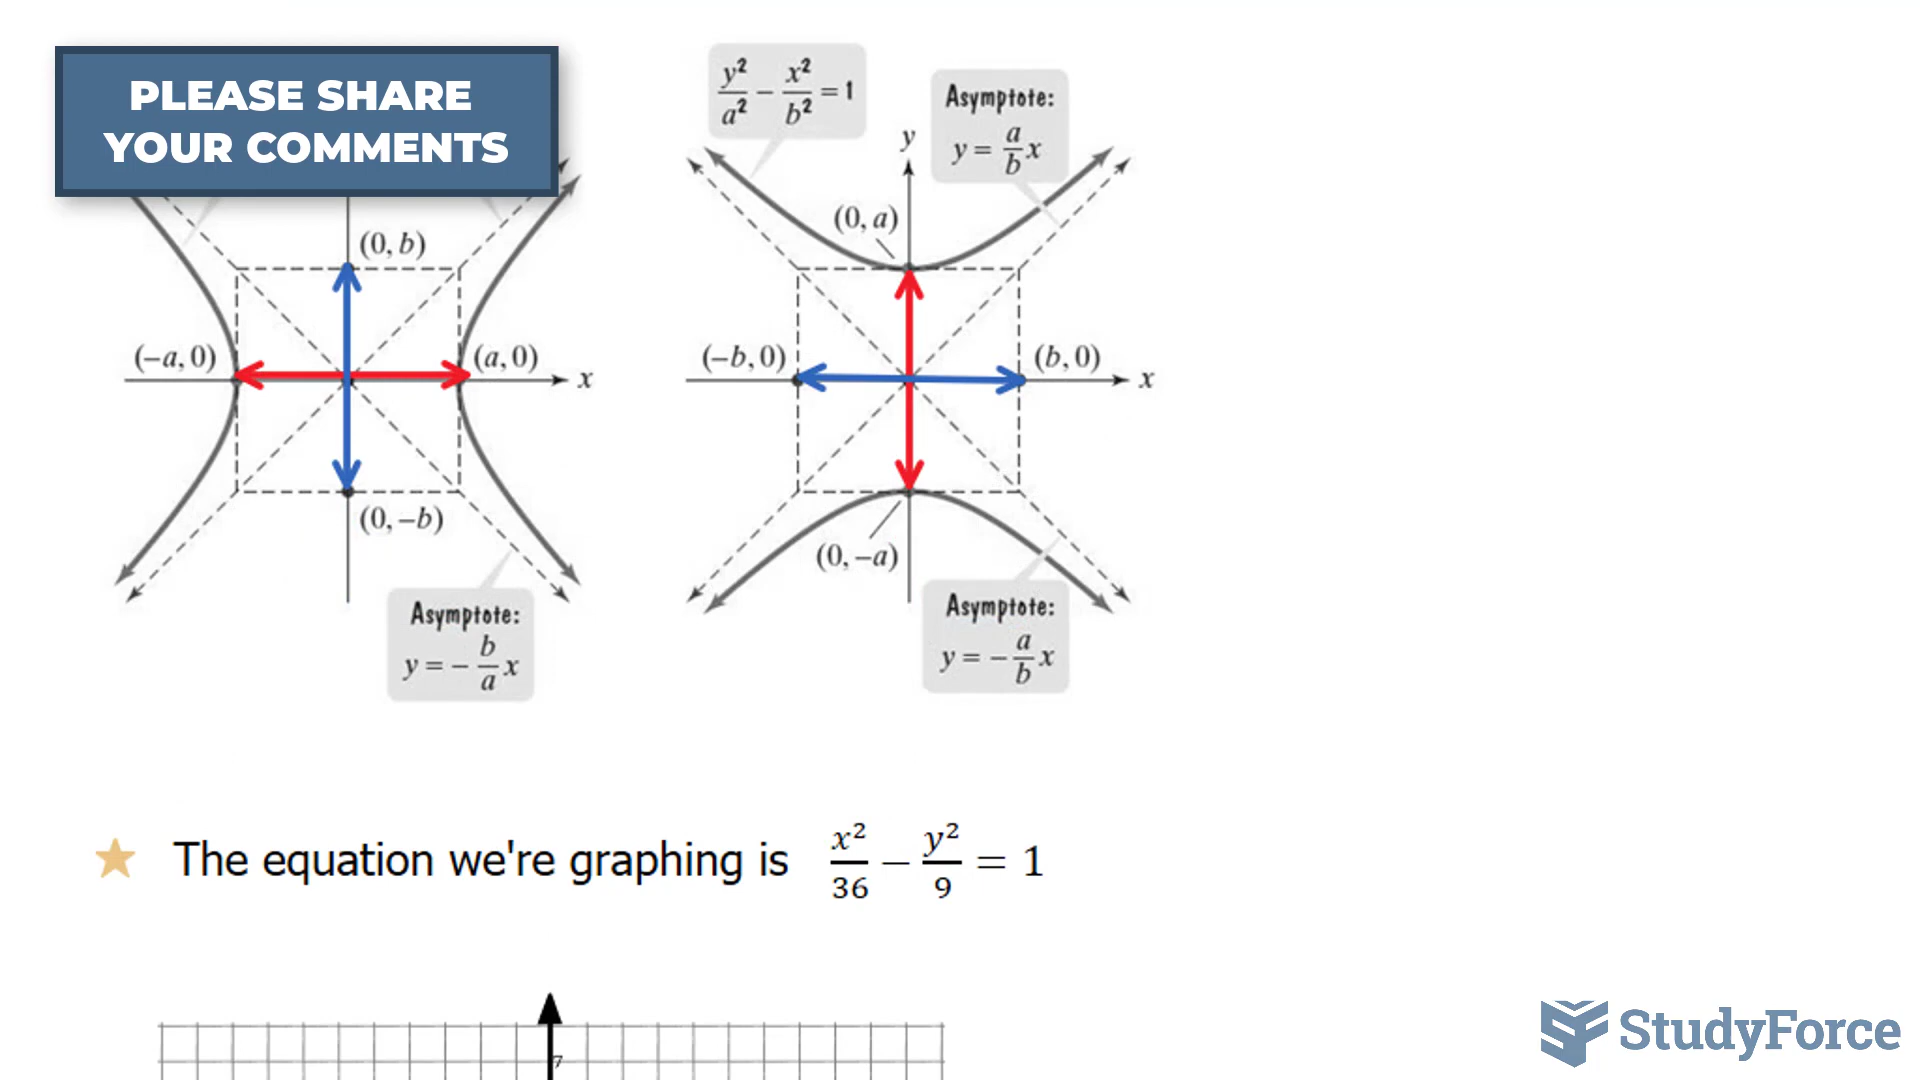 PLEASE SHARE
YOUR COMMENTS
(0, b)
(–a, 0)
(a, 0)
x
(0, –b)
Asymptote:
y = – b/a x
y²/a² – x²/b² = 1
Asymptote:
y = a/b x
y
(0, a)
(–b, 0)
(b, 0)
x
(0, –a)
Asymptote:
y = – a/b x
The equation we're graphing is x²/36 − y²/9 = 1
7
StudyForce